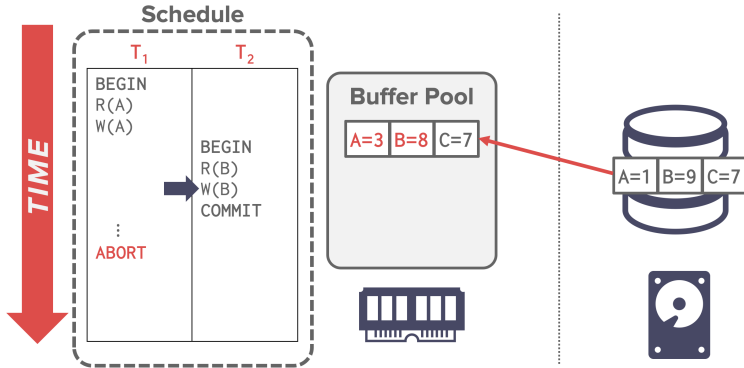 Schedule
TIME
T1 T2
BEGIN
R(A)
W(A)
⋮
ABORT
BEGIN
R(B)
W(B)
COMMIT
Buffer Pool
A=3 B=8 C=7
A=1 B=9 C=7